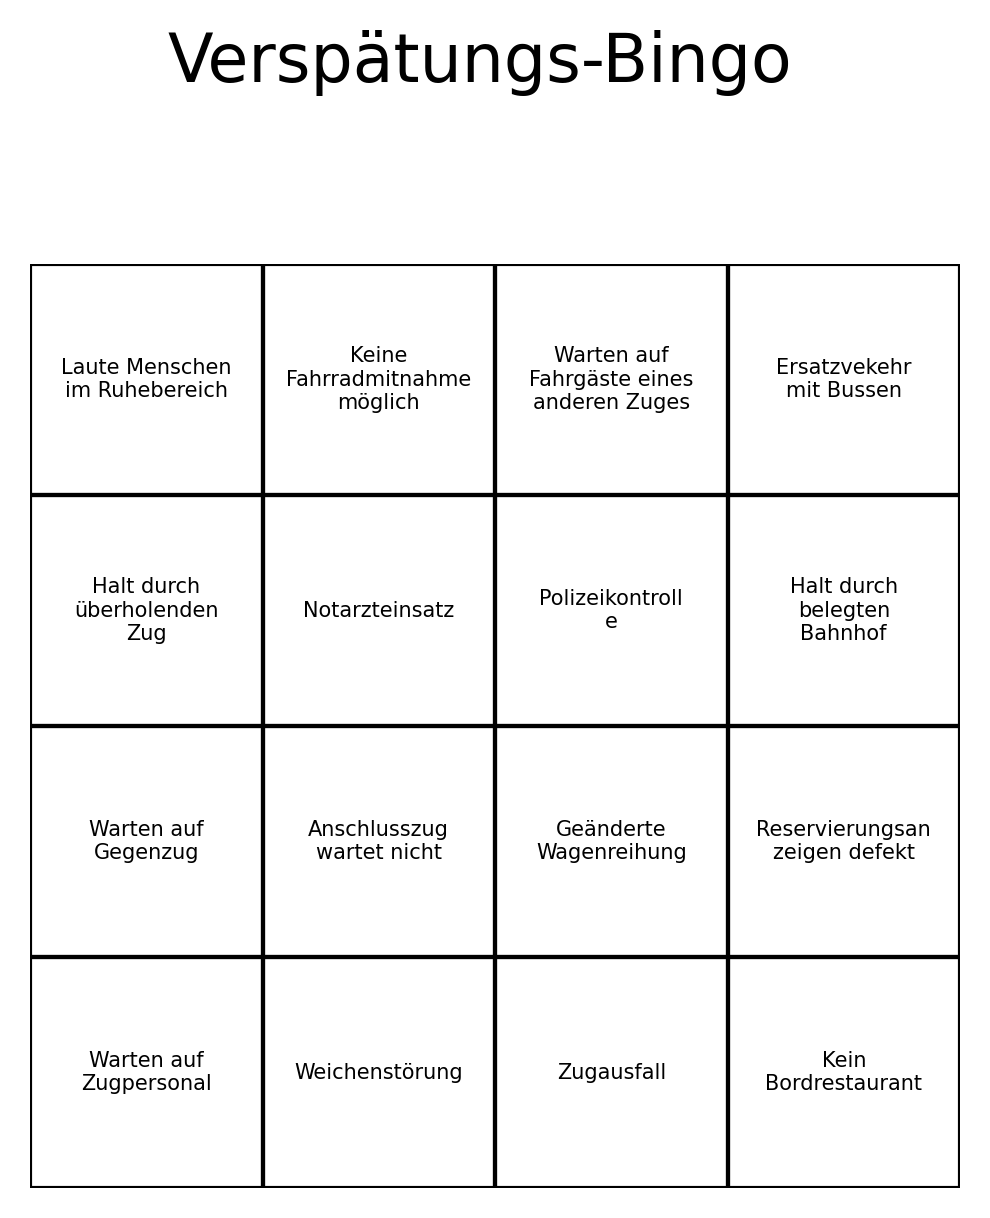 Verspätungs-Bingo
Laute Menschen
im Ruhebereich
Keine
Fahrradmitnahme
möglich
Warten auf
Fahrgäste eines
anderen Zuges
Ersatzvekehr
mit Bussen
Halt durch
überholenden
Zug
Notarzteinsatz
Polizeikontroll
e
Halt durch
belegten
Bahnhof
Warten auf
Gegenzug
Anschlusszug
wartet nicht
Geänderte
Wagenreihung
Reservierungsan
zeigen defekt
Warten auf
Zugpersonal
Weichenstörung
Zugausfall
Kein
Bordrestaurant